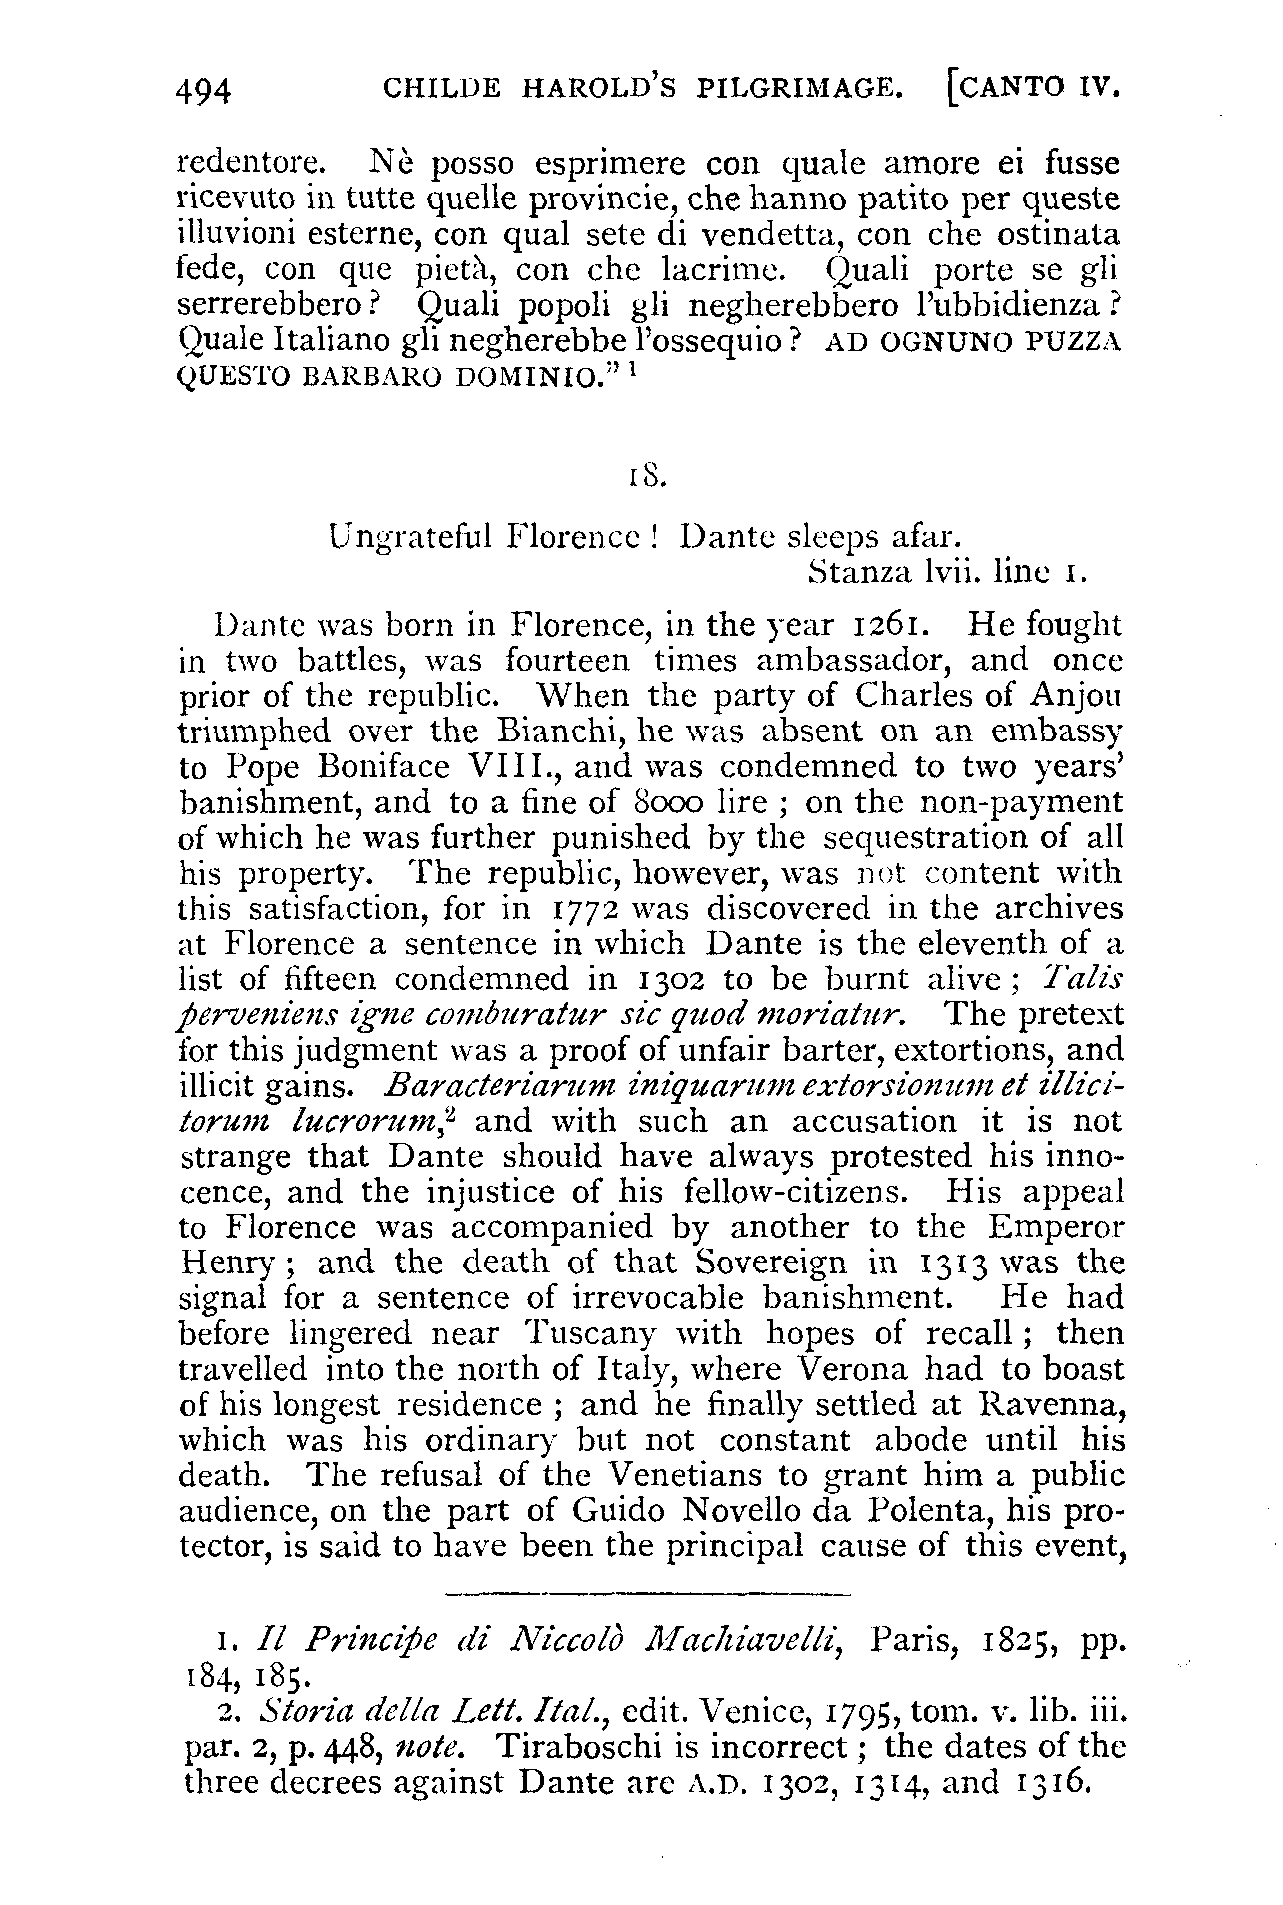 494 CHILDE HAROLD'S PILGRIMAGE. [CANTO IV.
redentore. Nè posso esprimere con quale amore ei fusse
ricevuto in tutte quelle provincie, che hanno patito per queste
illuvioni esterne, con qual sete di vendetta, con che ostinata
fede, con que pietà, con che lacrime. Quali porte se gli
serrerebbero? Quali popoli gli negherebbero l'ubbidienza?
Quale Italiano gli negherebbe l'ossequio? AD OGNUNO PUZZA
QUESTO BARBARO DOMINIO." 1
18.
Ungrateful Florence! Dante sleeps afar.
Stanza lvii. line 1.
Dante was born in Florence, in the year 1261. He fought
in two battles, was fourteen times ambassador, and once
prior of the republic. When the party of Charles of Anjou
triumphed over the Bianchi, he was absent on an embassy
to Pope Boniface VIII., and was condemned to two years'
banishment, and to a fine of 8000 lire; on the non-payment
of which he was further punished by the sequestration of all
his property. The republic, however, was not content with
this satisfaction, for in 1772 was discovered in the archives
at Florence a sentence in which Dante is the eleventh of a
list of fifteen condemned in 1302 to be burnt alive; Talis
perveniens igne comburatur sic quod moriatur. The pretext
for this judgment was a proof of unfair barter, extortions, and
illicit gains. Baracteriarum iniquarum extorsionum et illici-
torum lucrorum,2 and with such an accusation it is not
strange that Dante should have always protested his inno-
cence, and the injustice of his fellow-citizens. His appeal
to Florence was accompanied by another to the Emperor
Henry; and the death of that Sovereign in 1313 was the
signal for a sentence of irrevocable banishment. He had
before lingered near Tuscany with hopes of recall; then
travelled into the north of Italy, where Verona had to boast
of his longest residence; and he finally settled at Ravenna,
which was his ordinary but not constant abode until his
death. The refusal of the Venetians to grant him a public
audience, on the part of Guido Novello da Polenta, his pro-
tector, is said to have been the principal cause of this event,
1. Il Principe di Niccolò Machiavelli, Paris, 1825, pp.
184, 185.
2. Storia della Lett. Ital., edit. Venice, 1795, tom. v. lib. iii.
par. 2, p. 448, note. Tiraboschi is incorrect; the dates of the
three decrees against Dante are A.D. 1302, 1314, and 1316.